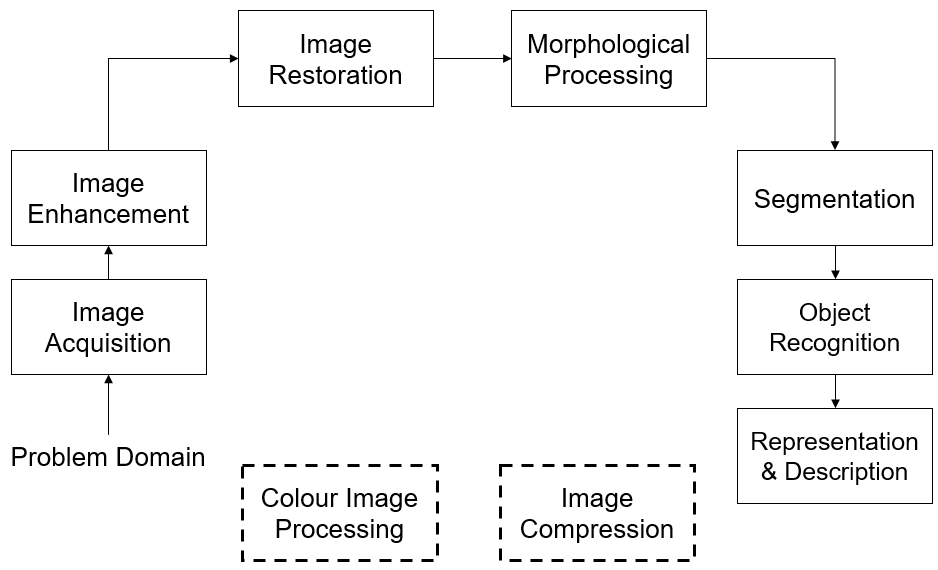 Image
Restoration
Morphological
Processing
Image
Enhancement
Segmentation
Image
Acquisition
Object
Recognition
Problem Domain
Representation
& Description
Colour Image
Processing
Image
Compression